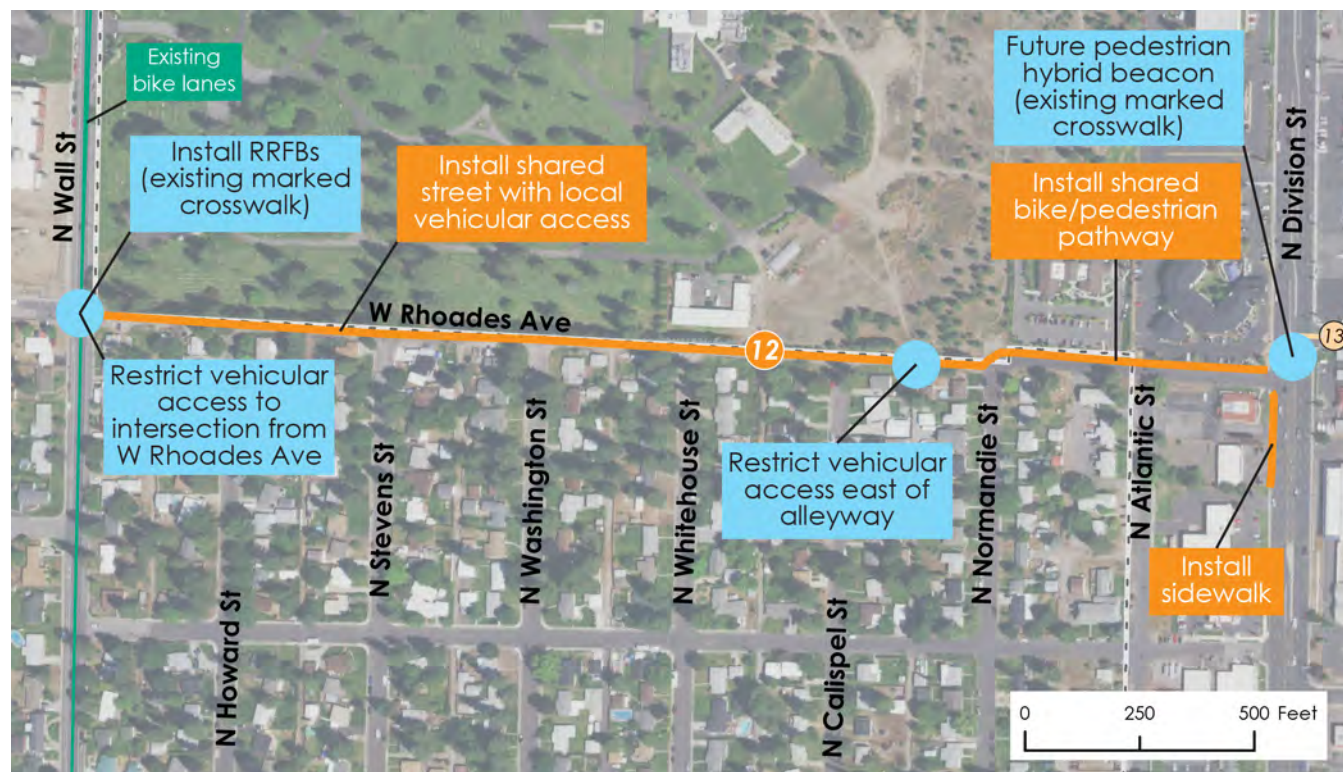 Existing
bike lanes
N Wall St
Install RRFBs
(existing marked
crosswalk)
Install shared
street with local
vehicular access
Future pedestrian
hybrid beacon
(existing marked
crosswalk)
Install shared
bike/pedestrian
pathway
N Division St
W Rhoades Ave
12
13
Restrict vehicular
access to
intersection from
W Rhoades Ave
Restrict vehicular
access east of
alleyway
Install
sidewalk
N Howard St
N Stevens St
N Washington St
N Whitehouse St
N Calispel St
N Normandie St
N Atlantic St
0 250 500 Feet